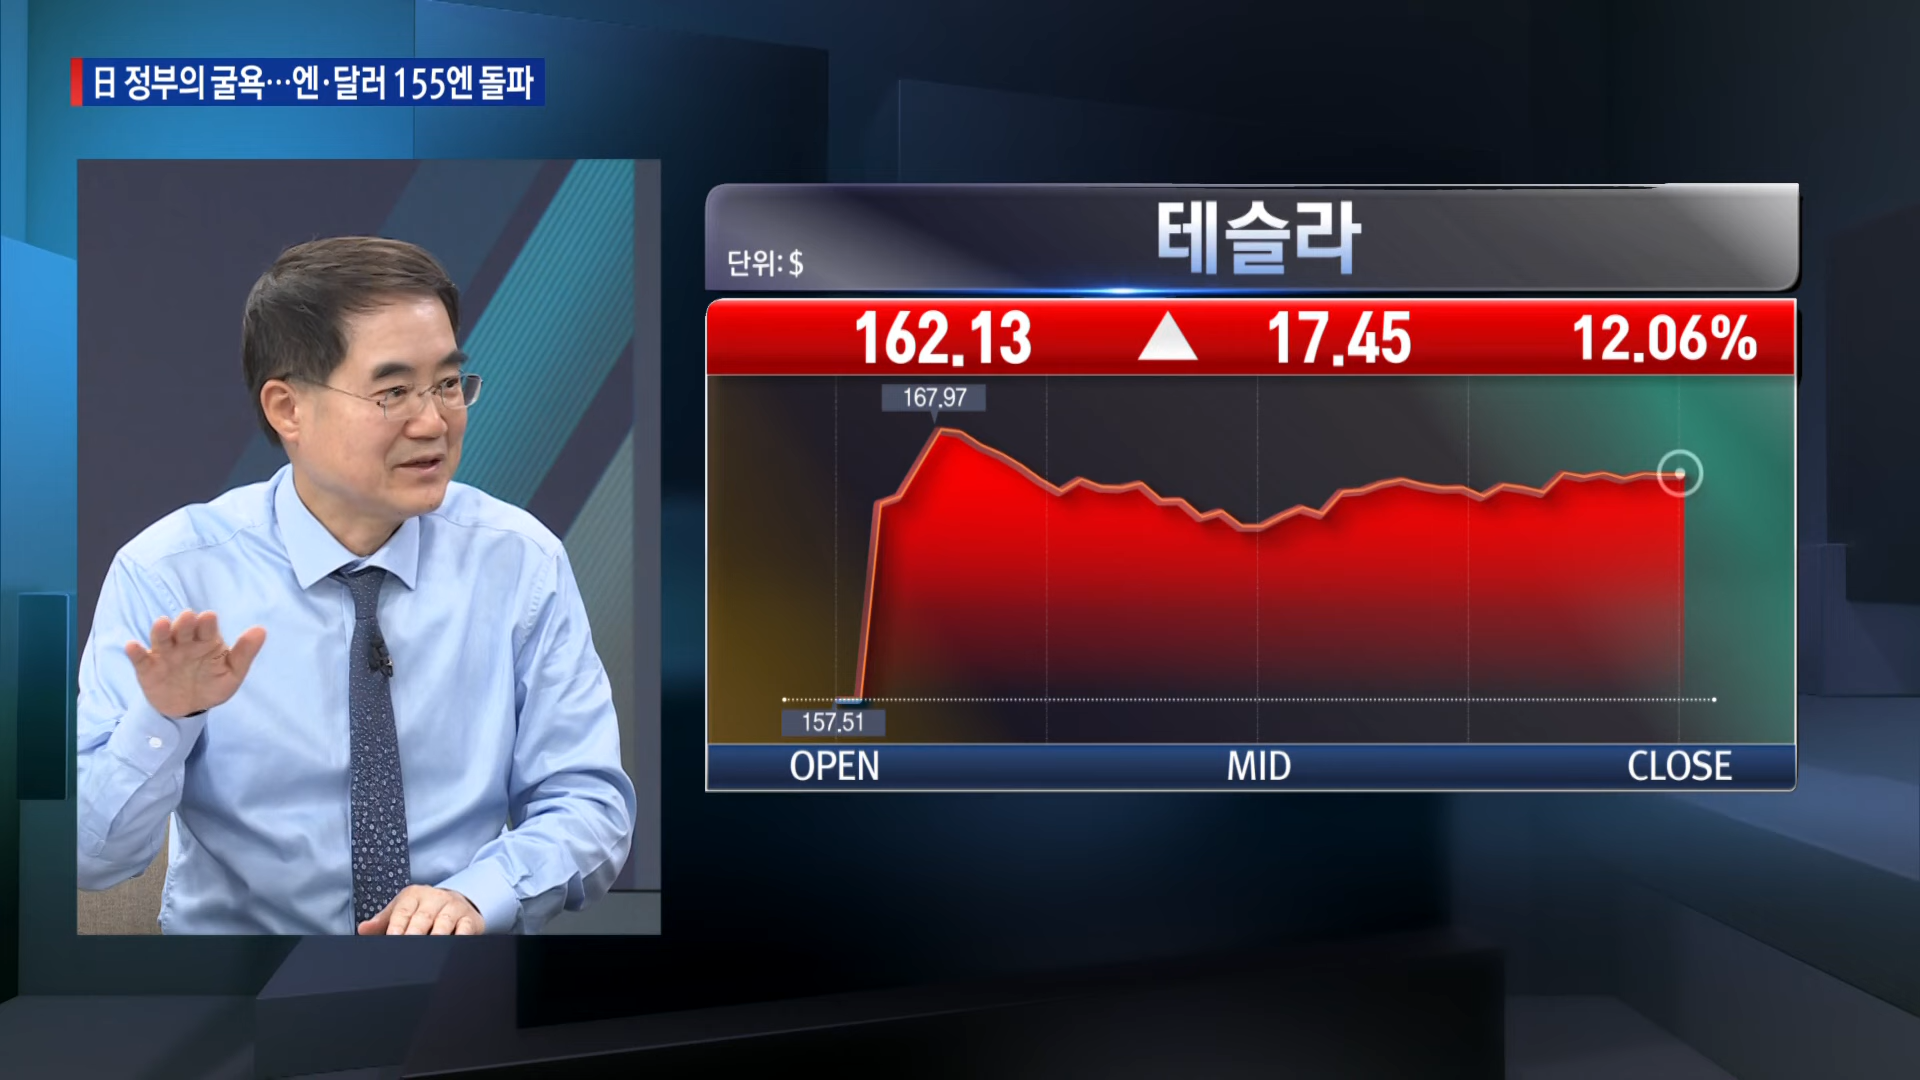 日 정부의 굴욕…엔·달러 155엔 돌파
테슬라
단위: $
162.13 ▲ 17.45 12.06%
167.97
157.51
OPEN MID CLOSE